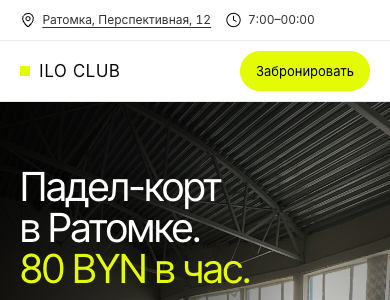 Ратомка, Перспективная, 12
7:00–00:00
ILO CLUB
Забронировать
Падел-корт
в Ратомке.
80 BYN в час.